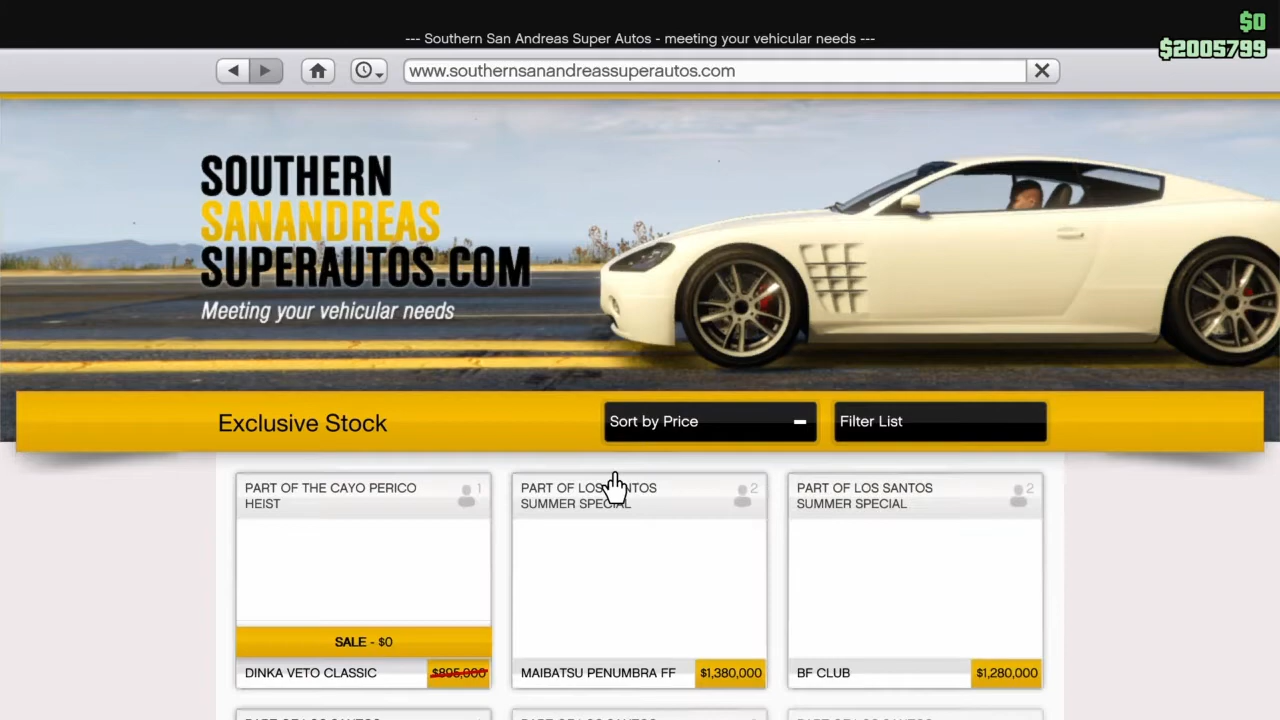 --- Southern San Andreas Super Autos - meeting your vehicular needs ---
$0
$2005799
www.southernsanandreassuperautos.com
SOUTHERN
SANANDREAS
SUPERAUTOS.COM
Meeting your vehicular needs
Exclusive Stock
Sort by Price
Filter List
PART OF THE CAYO PERICO
HEIST
1
SALE - $0
DINKA VETO CLASSIC
$895,000
PART OF LOS SANTOS
SUMMER SPECIAL
2
MAIBATSU PENUMBRA FF
$1,380,000
PART OF LOS SANTOS
SUMMER SPECIAL
2
BF CLUB
$1,280,000